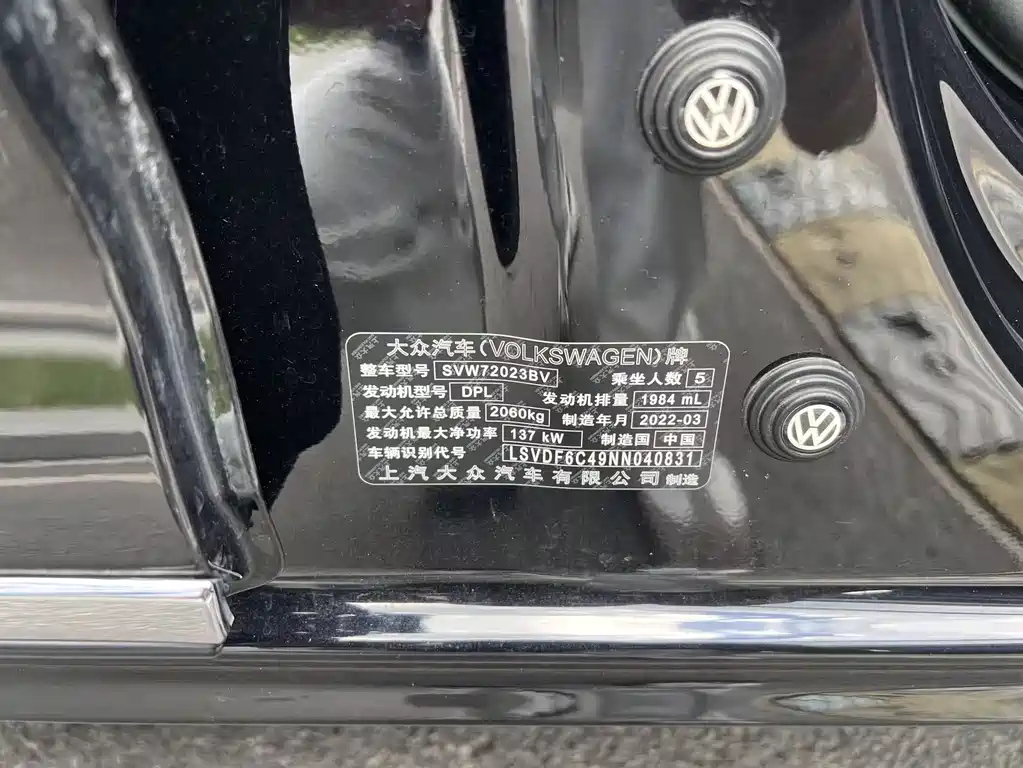 大众汽车(VOLKSWAGEN)牌
整车型号 SVW72023BV 乘坐人数 5
发动机型号 DPL 发动机排量 1984 mL
最大允许总质量 2060kg 制造年月 2022-03
发动机最大净功率 137 kW 制造国 中国
车辆识别代号 LSVDF6C49NN040831
上汽大众汽车有限公司 制造